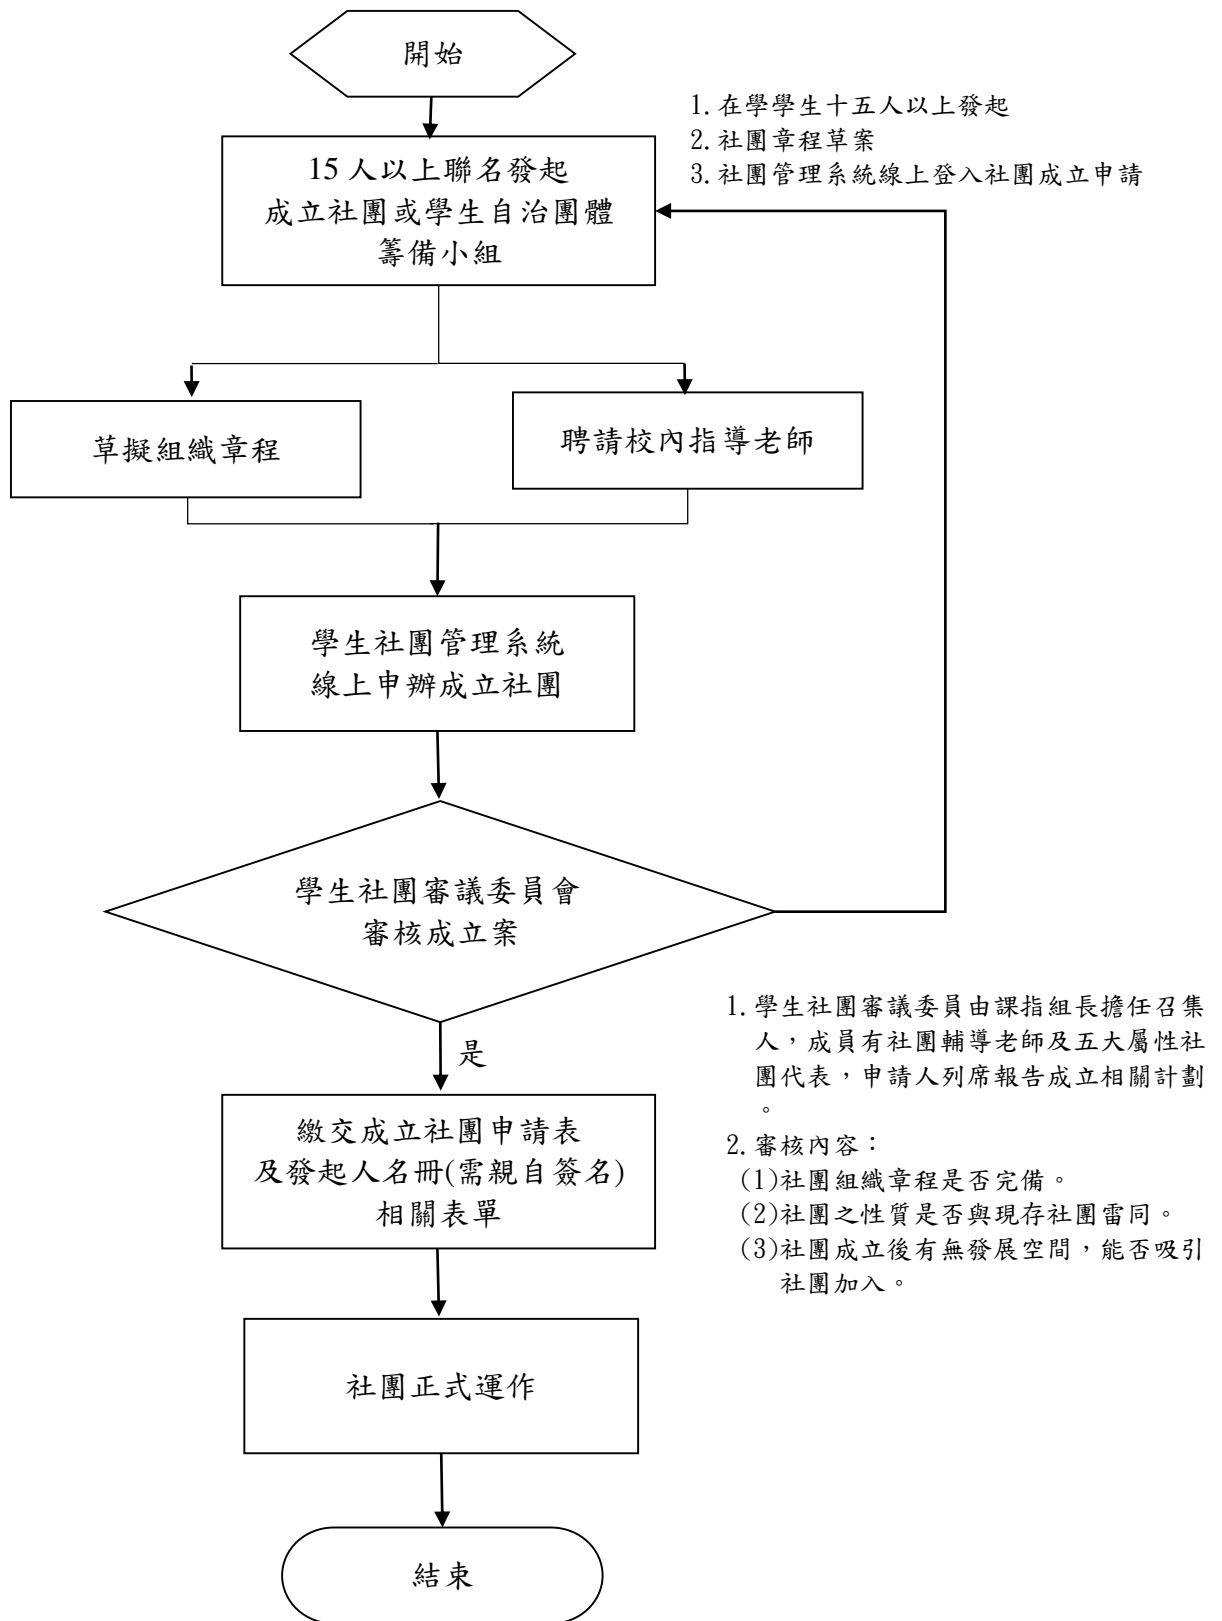 開始
1. 在學學生十五人以上發起
2. 社團章程草案
3. 社團管理系統線上登入社團成立申請
15 人以上聯名發起
成立社團或學生自治團體
籌備小組
草擬組織章程
聘請校內指導老師
學生社團管理系統
線上申辦成立社團
學生社團審議委員會
審核成立案
是
1. 學生社團審議委員由課指組長擔任召集
人，成員有社團輔導老師及五大屬性社
團代表，申請人列席報告成立相關計劃
。
2. 審核內容：
(1)社團組織章程是否完備。
(2)社團之性質是否與現存社團雷同。
(3)社團成立後有無發展空間，能否吸引
社團加入。
繳交成立社團申請表
及發起人名冊(需親自簽名)
相關表單
社團正式運作
結束